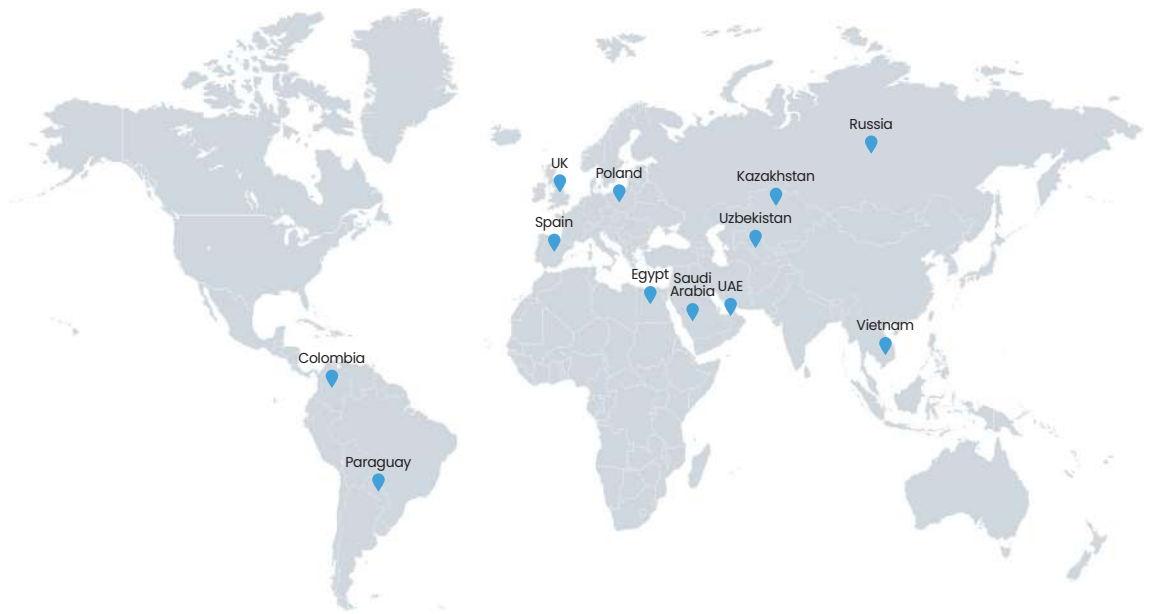 Russia
UK
Poland
Kazakhstan
Uzbekistan
Spain
Egypt
Saudi
Arabia
UAE
Vietnam
Colombia
Paraguay